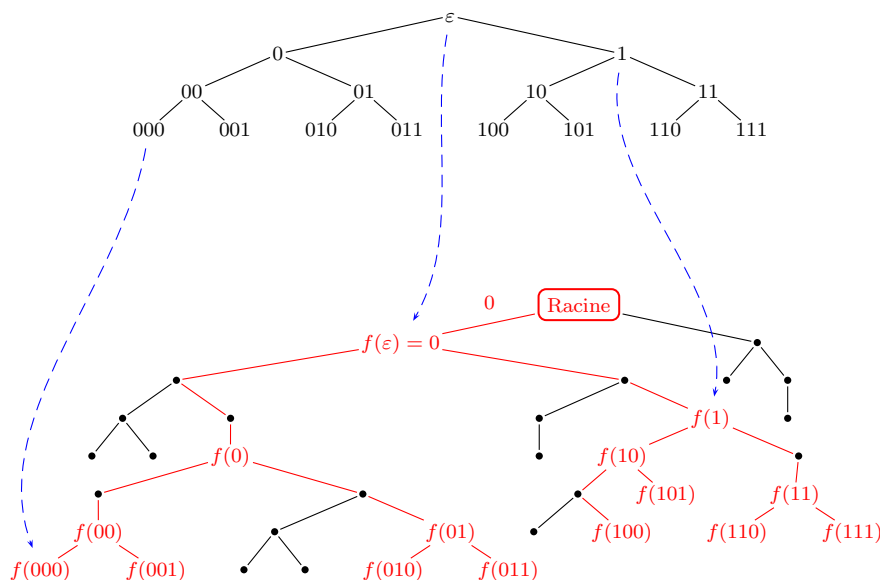 ε
0 1
00 01 10 11
000 001 010 011 100 101 110 111
0 Racine
f(ε) = 0
f(1)
f(0) f(10)
f(101) f(11)
f(00) f(01) f(100) f(110) f(111)
f(000) f(001) f(010) f(011)